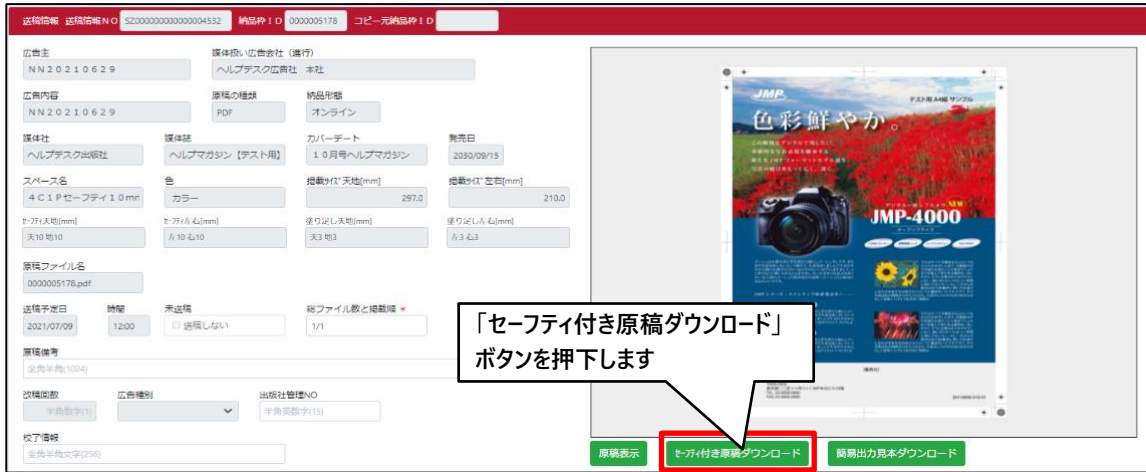 送稿情報 送稿情報NO SZ000000000000004532 納品枠ID 0000005178 コピー元納品枠ID
広告主 媒体扱い広告会社（進行）
NN20210629 ヘルプデスク広告社 本社
広告内容 原稿の種類 納品形態
NN20210629 PDF オンライン
媒体社 媒体誌 カバーデート 発売日
ヘルプデスク出版社 ヘルプマガジン【テスト用】 10月号ヘルプマガジン 2030/09/15
スペース名 色 掲載ｻｲｽﾞ天地[mm] 掲載ｻｲｽﾞ左右[mm]
4C1Pセーフティ10mm カラー 297.0 210.0
ｾｰﾌﾃｨ天地[mm] ｾｰﾌﾃｨ左右[mm] 塗り足し天地[mm] 塗り足し左右[mm]
天10 地10 左10 右10 天3 地3 左3 右3
原稿ファイル名
0000005178.pdf
送稿予定日 時間 未送稿 総ファイル数と掲載順 *
2021/07/09 12:00 送稿しない 1/1
原稿備考
全角半角(1024)
改稿回数 広告種別 出版社管理NO
半角数字(1) 半角英数字(15)
校了情報
全角半角文字(256)
JMP テスト用 A4縦 サンプル
色彩鮮やか。
NEW
JMP-4000
「セーフティ付き原稿ダウンロード」
ボタンを押下します
原稿表示 ｾｰﾌﾃｨ付き原稿ダウンロード 簡易出力見本ダウンロード